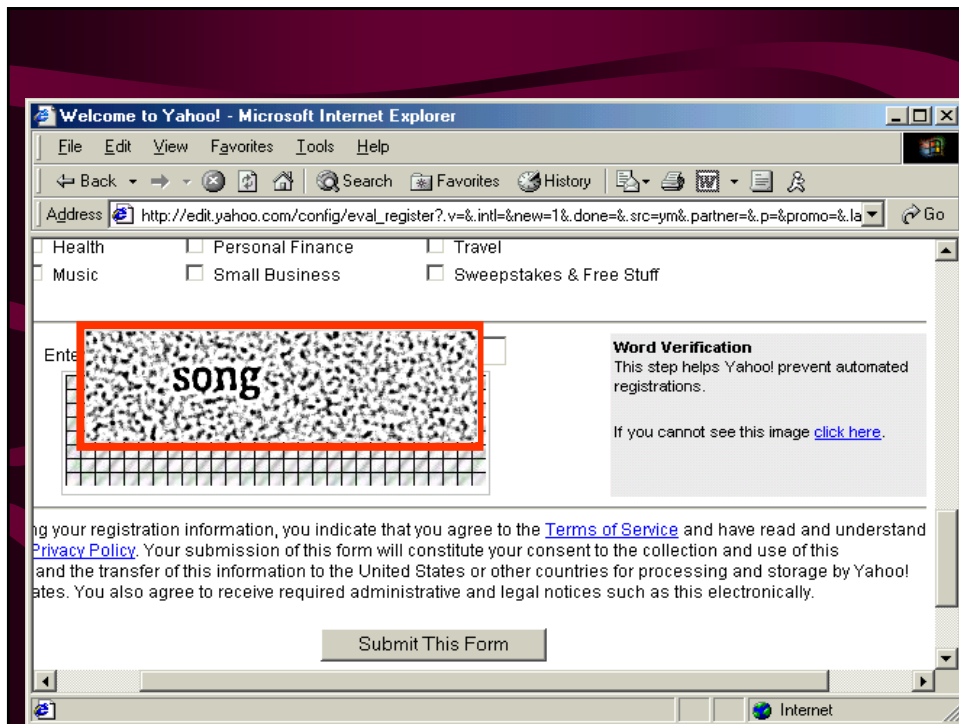 Welcome to Yahoo! - Microsoft Internet Explorer
File Edit View Favorites Tools Help
Back Search Favorites History
Address http://edit.yahoo.com/config/eval_register?.v=&.intl=&new=1&.done=&.src=ym&.partner=&.p=&promo=&.la Go
Health Personal Finance Travel
Music Small Business Sweepstakes & Free Stuff
Ente
song
Word Verification
This step helps Yahoo! prevent automated
registrations.
If you cannot see this image click here.
ng your registration information, you indicate that you agree to the Terms of Service and have read and understand
Privacy Policy. Your submission of this form will constitute your consent to the collection and use of this
and the transfer of this information to the United States or other countries for processing and storage by Yahoo!
ates. You also agree to receive required administrative and legal notices such as this electronically.
Submit This Form
Internet